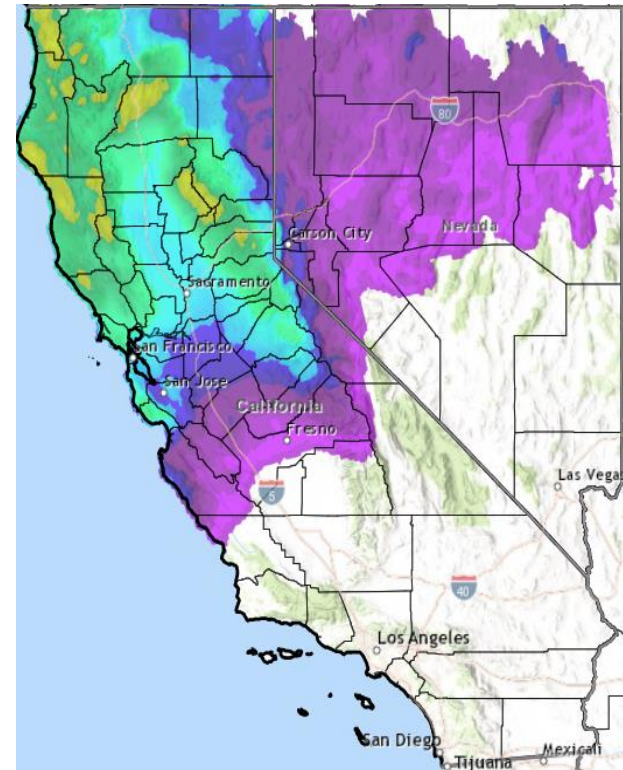 80
Nevada
Carson City
Sacramento
San Francisco
San Jose
California
Fresno
5
Las Vegas
40
Los Angeles
San Diego
Tijuana
Mexicali